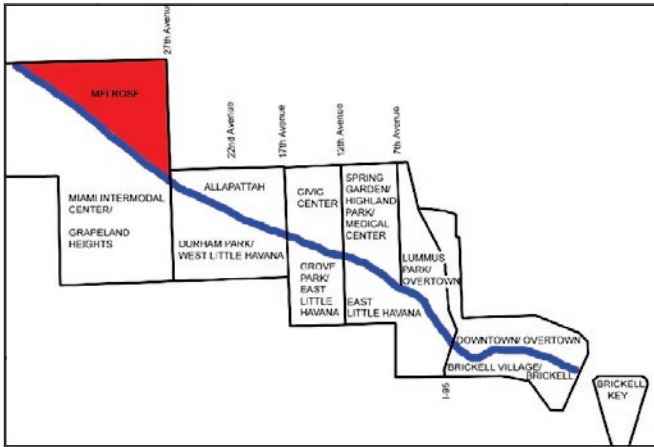 27th Avenue
MELROSE
22nd Avenue
17th Avenue
12th Avenue
7th Avenue
ALLAPATTAH
CIVIC
CENTER
SPRING
GARDEN/
HIGHLAND
PARK/
MEDICAL
CENTER
MIAMI INTERMODAL
CENTER/
GRAPELAND
HEIGHTS
DURHAM PARK/
WEST LITTLE HAVANA
GROVE
PARK/
EAST
LITTLE
HAVANA
EAST
LITTLE HAVANA
LUMMUS
PARK/
OVERTOWN
DOWNTOWN/ OVERTOWN
BRICKELL VILLAGE/
BRICKELL
I-95
BRICKELL
KEY